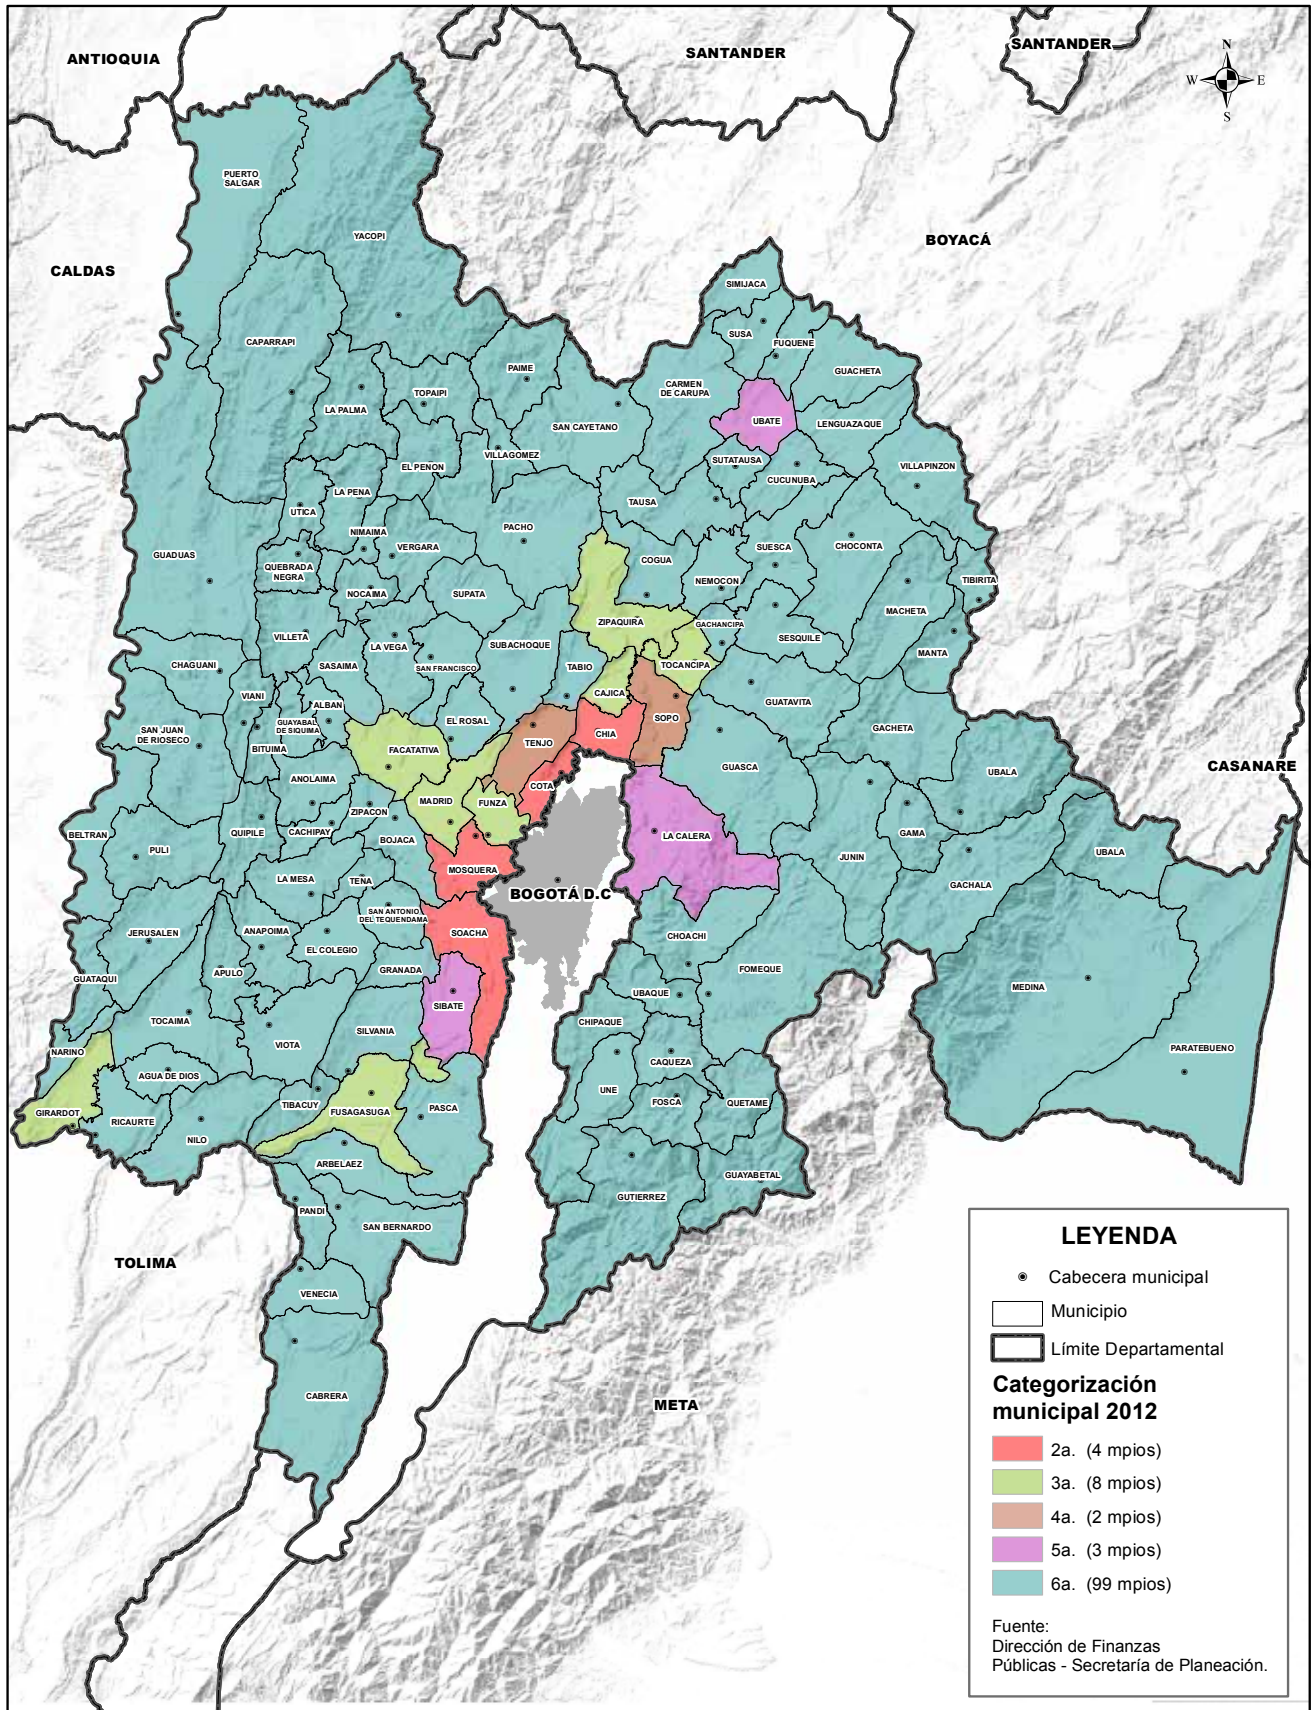 ANTIOQUIA
SANTANDER
SANTANDER
N
W E
S
PUERTO
SALGAR
YACOPI
BOYACÁ
CALDAS
SIMIJACA
SUSA
FUQUENE
CAPARRAPI
GUACHETA
PAIME
CARMEN
DE CARUPA
TOPAIPI
LA PALMA
UBATE
SAN CAYETANO
LENGUAZAQUE
VILLAGOMEZ
EL PENON
SUTATAUSA
VILLAPINZON
CUCUNUBA
LA PENA
TAUSA
UTICA
PACHO
NIMAIMA
VERGARA
SUESCA
CHOCONTA
GUADUAS
COGUA
QUEBRADA
NEGRA
NEMOCON
TIBIRITA
NOCAIMA
SUPATA
MACHETA
ZIPAQUIRA
GACHANCIPA
VILLETA
SESQUILE
LA VEGA
SUBACHOQUE
MANTA
CHAGUANI
SASAIMA
SAN FRANCISCO
TABIO
TOCANCIPA
VIANI
CAJICA
GUATAVITA
ALBAN
SAN JUAN
DE RIOSECO
GUAYABAL
DE SIQUIMA
EL ROSAL
SOPO
GACHETA
CHIA
BITUIMA
FACATATIVA
TENJO
GUASCA
UBALA
CASANARE
ANOLAIMA
COTA
MADRID
FUNZA
ZIPACON
BELTRAN
QUIPILE
CACHIPAY
BOJACA
LA CALERA
GAMA
PULI
UBALA
JUNIN
MOSQUERA
LA MESA
TENA
GACHALA
BOGOTÁ D.C
SAN ANTONIO
DEL TEQUENDAMA
JERUSALEN
ANAPOIMA
SOACHA
CHOACHI
EL COLEGIO
GRANADA
FOMEQUE
GUATAQUI
APULO
MEDINA
UBAQUE
SIBATE
TOCAIMA
CHIPAQUE
SILVANIA
VIOTA
PARATEBUENO
NARINO
CAQUEZA
AGUA DE DIOS
UNE
FOSCA
QUETAME
TIBACUY
PASCA
GIRARDOT
FUSAGASUGA
RICAURTE
NILO
ARBELAEZ
GUAYABETAL
GUTIERREZ
PANDI
SAN BERNARDO
TOLIMA
VENECIA
CABRERA
META
LEYENDA
Cabecera municipal
Municipio
Límite Departamental
Categorización
municipal 2012
2a. (4 mpios)
3a. (8 mpios)
4a. (2 mpios)
5a. (3 mpios)
6a. (99 mpios)
Fuente:
Dirección de Finanzas
Públicas - Secretaría de Planeación.